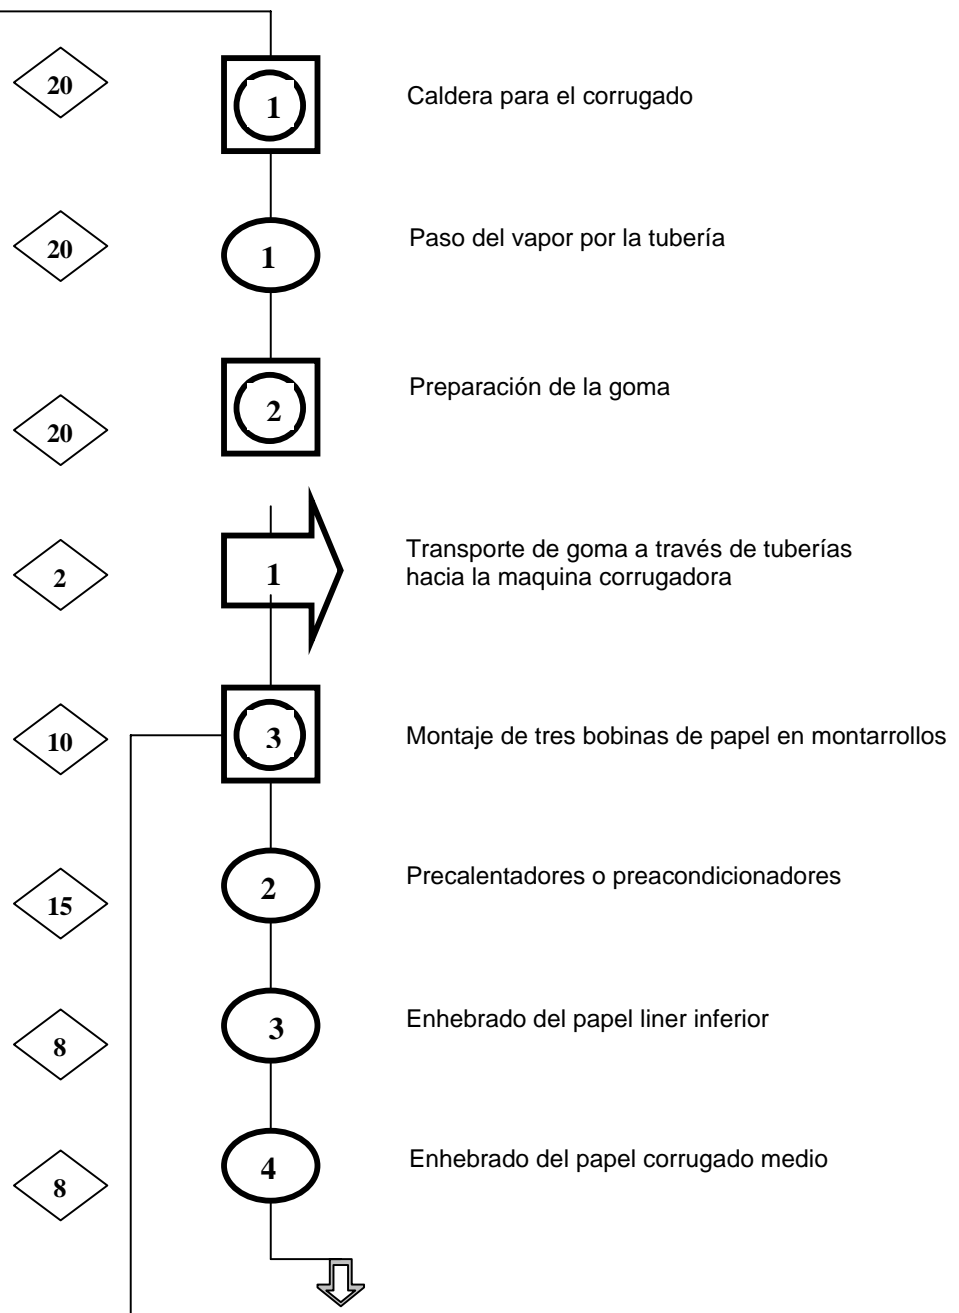 20
1
Caldera para el corrugado
20
1
Paso del vapor por la tubería
20
2
Preparación de la goma
2
1
Transporte de goma a través de tuberías
hacia la maquina corrugadora
10
3
Montaje de tres bobinas de papel en montarrollos
15
2
Precalentadores o preacondicionadores
8
3
Enhebrado del papel liner inferior
8
4
Enhebrado del papel corrugado medio